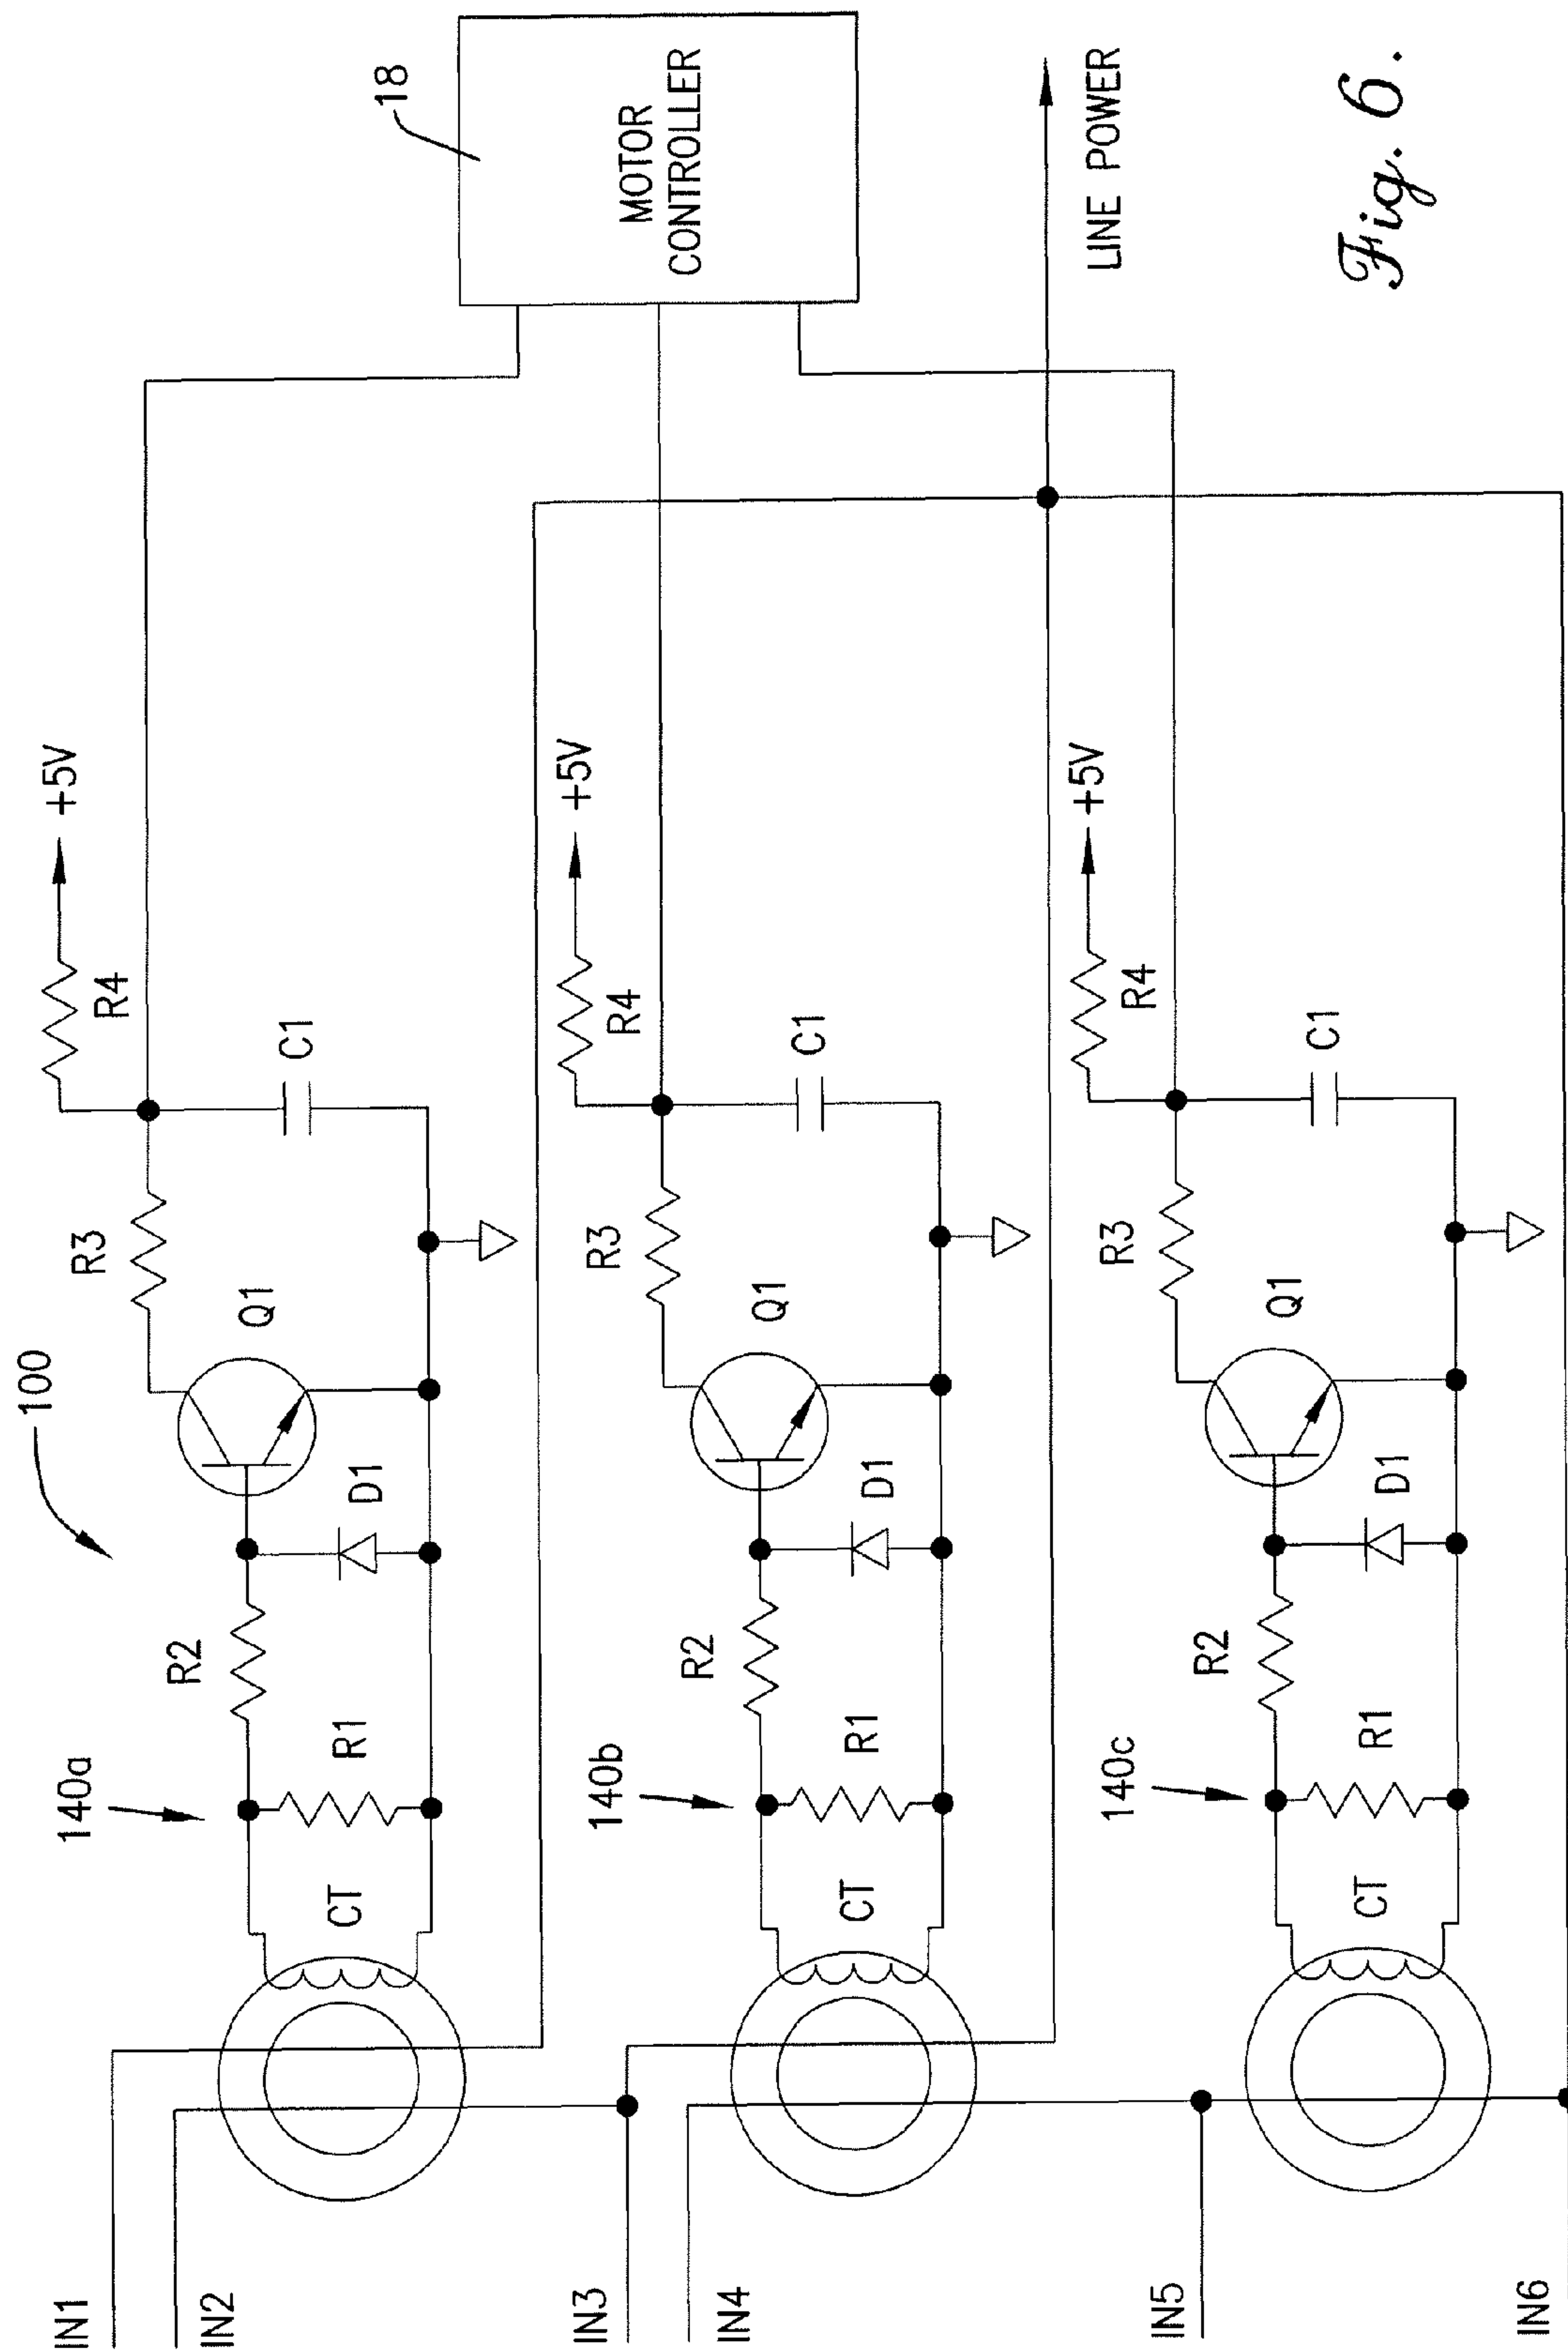 100
18
140a
CT
R1
R2
D1
Q1
R3
C1
R4
+5V
MOTOR
CONTROLLER
IN1
IN2
140b
CT
R1
R2
D1
Q1
R3
C1
R4
+5V
IN3
IN4
LINE POWER
140c
CT
R1
R2
D1
Q1
R3
C1
R4
+5V
IN5
IN6
Fig. 6.